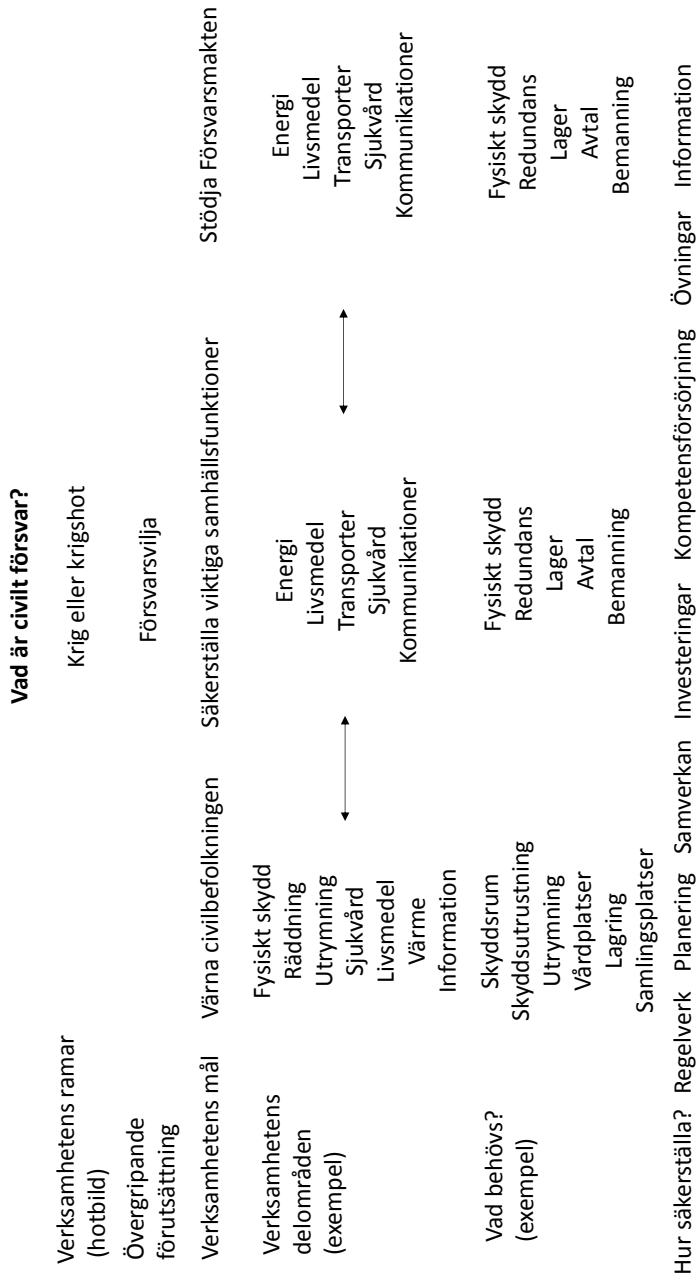 Vad är civilt försvar?
Verksamhetens ramar
(hotbild)
Krig eller krigshot
Övergripande
förutsättning
Försvarsvilja
Verksamhetens mål
Värna civilbefolkningen
Säkerställa viktiga samhällsfunktioner
Stödja Försvarsmakten
Verksamhetens
delområden
(exempel)
Fysiskt skydd
Räddning
Utrymning
Sjukvård
Livsmedel
Värme
Information
Energi
Livsmedel
Transporter
Sjukvård
Kommunikationer
Energi
Livsmedel
Transporter
Sjukvård
Kommunikationer
Vad behövs?
(exempel)
Skyddsrum
Skyddsutrustning
Utrymning
Vårdplatser
Lagring
Samlingsplatser
Fysiskt skydd
Redundans
Lager
Avtal
Bemanning
Fysiskt skydd
Redundans
Lager
Avtal
Bemanning
Hur säkerställa? Regelverk Planering Samverkan Investeringar Kompetensförsörjning Övningar Information